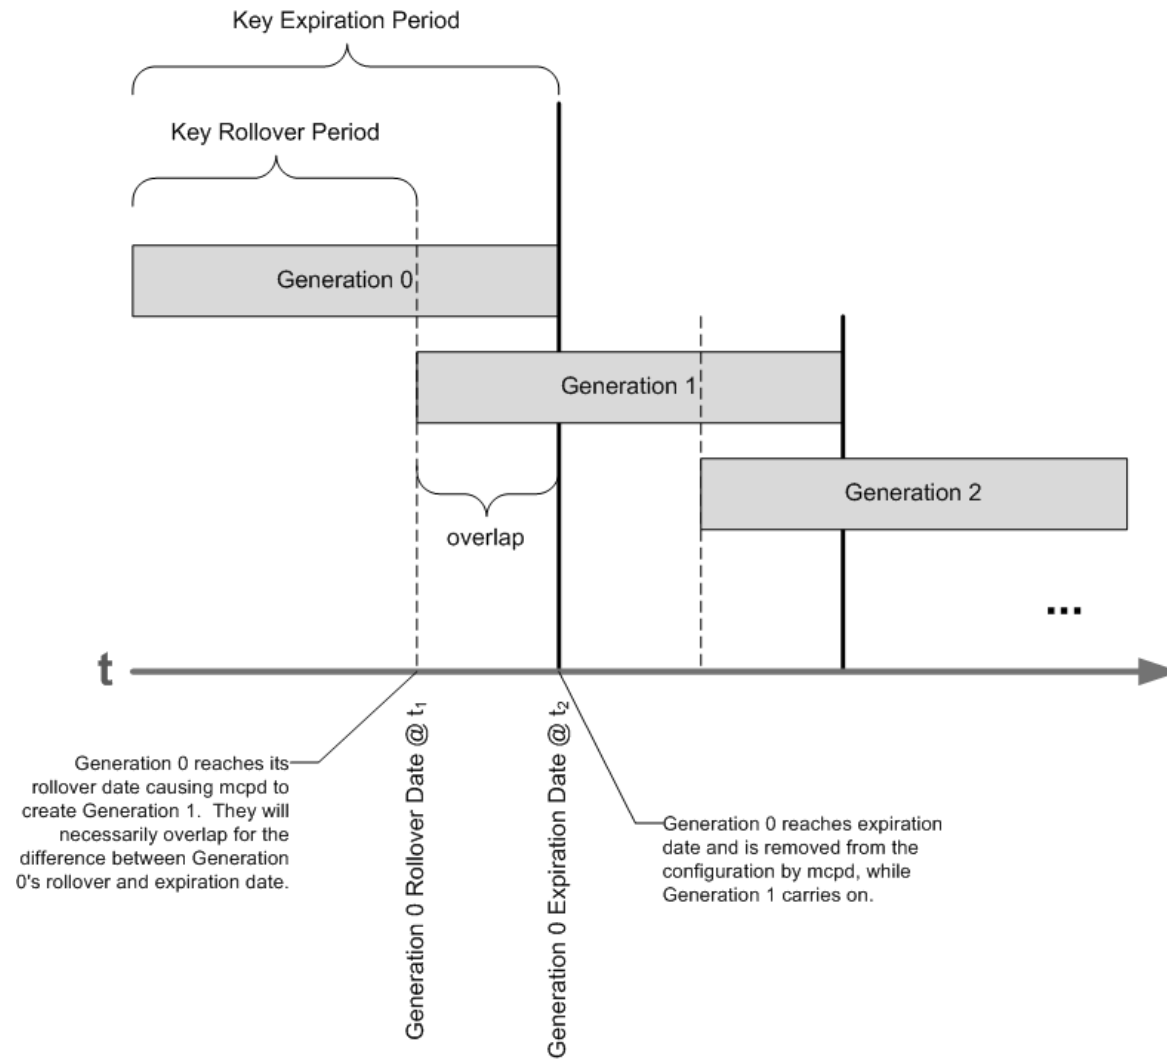 Key Expiration Period
Key Rollover Period
Generation 0
Generation 1
Generation 2
overlap
...
t
Generation 0 Rollover Date @ t₁
Generation 0 Expiration Date @ t₂
Generation 0 reaches its
rollover date causing mcpd to
create Generation 1.  They will
necessarily overlap for the
difference between Generation
0's rollover and expiration date.
Generation 0 reaches expiration
date and is removed from the
configuration by mcpd, while
Generation 1 carries on.